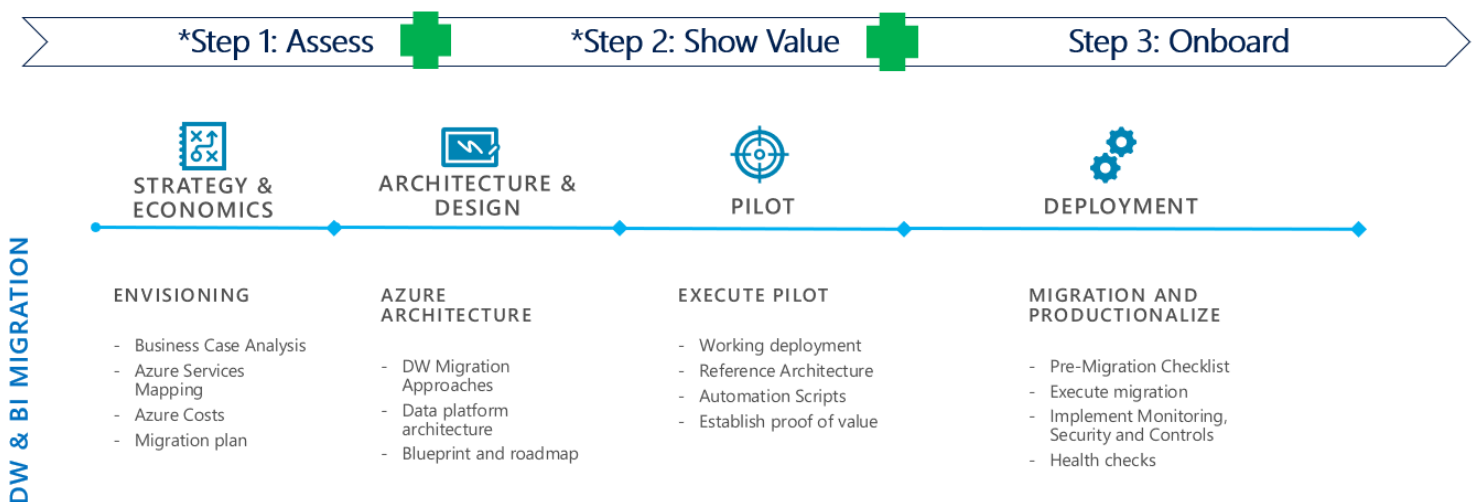 *Step 1: Assess
*Step 2: Show Value
Step 3: Onboard
STRATEGY &
ECONOMICS
ARCHITECTURE &
DESIGN
PILOT
DEPLOYMENT
DW & BI MIGRATION
ENVISIONING
- Business Case Analysis
- Azure Services
Mapping
- Azure Costs
- Migration plan
AZURE
ARCHITECTURE
- DW Migration
Approaches
- Data platform
architecture
- Blueprint and roadmap
EXECUTE PILOT
- Working deployment
- Reference Architecture
- Automation Scripts
- Establish proof of value
MIGRATION AND
PRODUCTIONALIZE
- Pre-Migration Checklist
- Execute migration
- Implement Monitoring,
Security and Controls
- Health checks